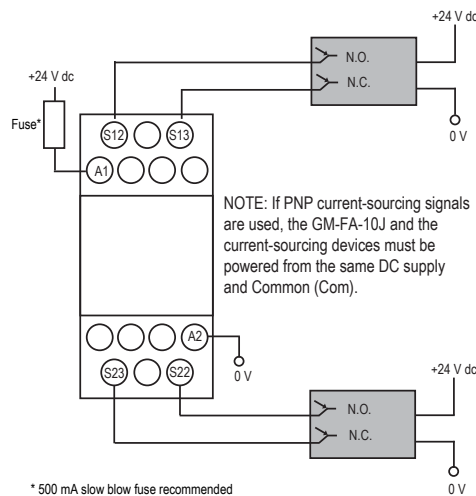 +24 V dc
N.O.
N.C.
0 V
+24 V dc
Fuse*
S12
S13
A1
NOTE: If PNP current-sourcing signals
are used, the GM-FA-10J and the
current-sourcing devices must be
powered from the same DC supply
and Common (Com).
A2
S23
S22
0 V
+24 V dc
N.O.
N.C.
0 V
* 500 mA slow blow fuse recommended